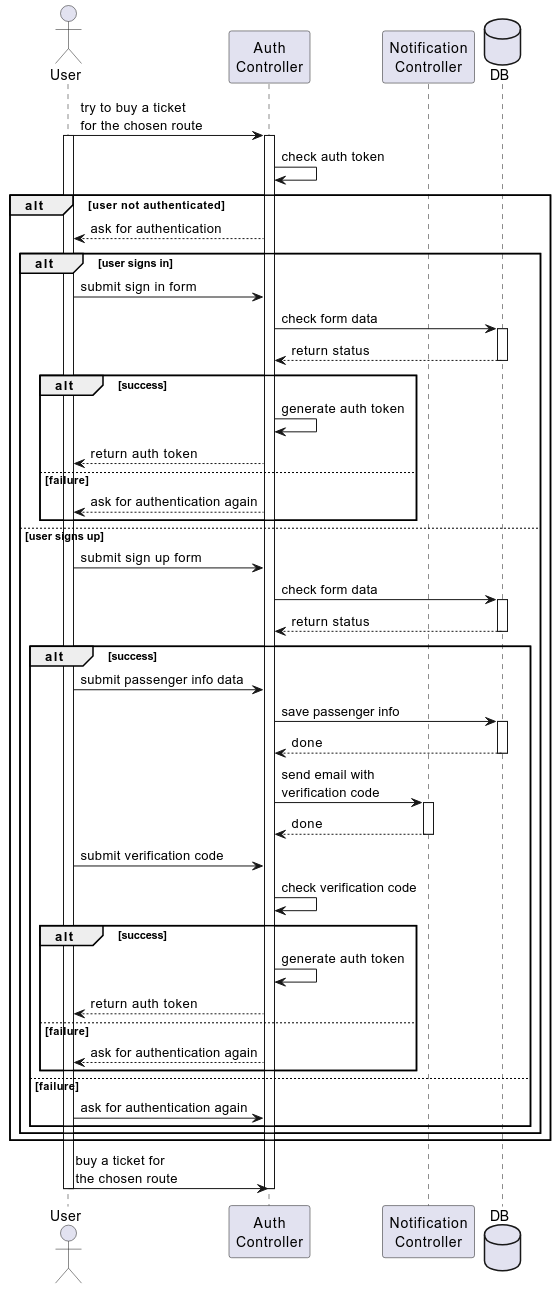 User
Auth
Controller
Notification
Controller
DB
try to buy a ticket
for the chosen route
check auth token
alt [user not authenticated]
ask for authentication
alt [user signs in]
submit sign in form
check form data
return status
alt [success]
generate auth token
return auth token
[failure]
ask for authentication again
[user signs up]
submit sign up form
check form data
return status
alt [success]
submit passenger info data
save passenger info
done
send email with
verification code
done
submit verification code
check verification code
alt [success]
generate auth token
return auth token
[failure]
ask for authentication again
[failure]
ask for authentication again
buy a ticket for
the chosen route
User
Auth
Controller
Notification
Controller
DB